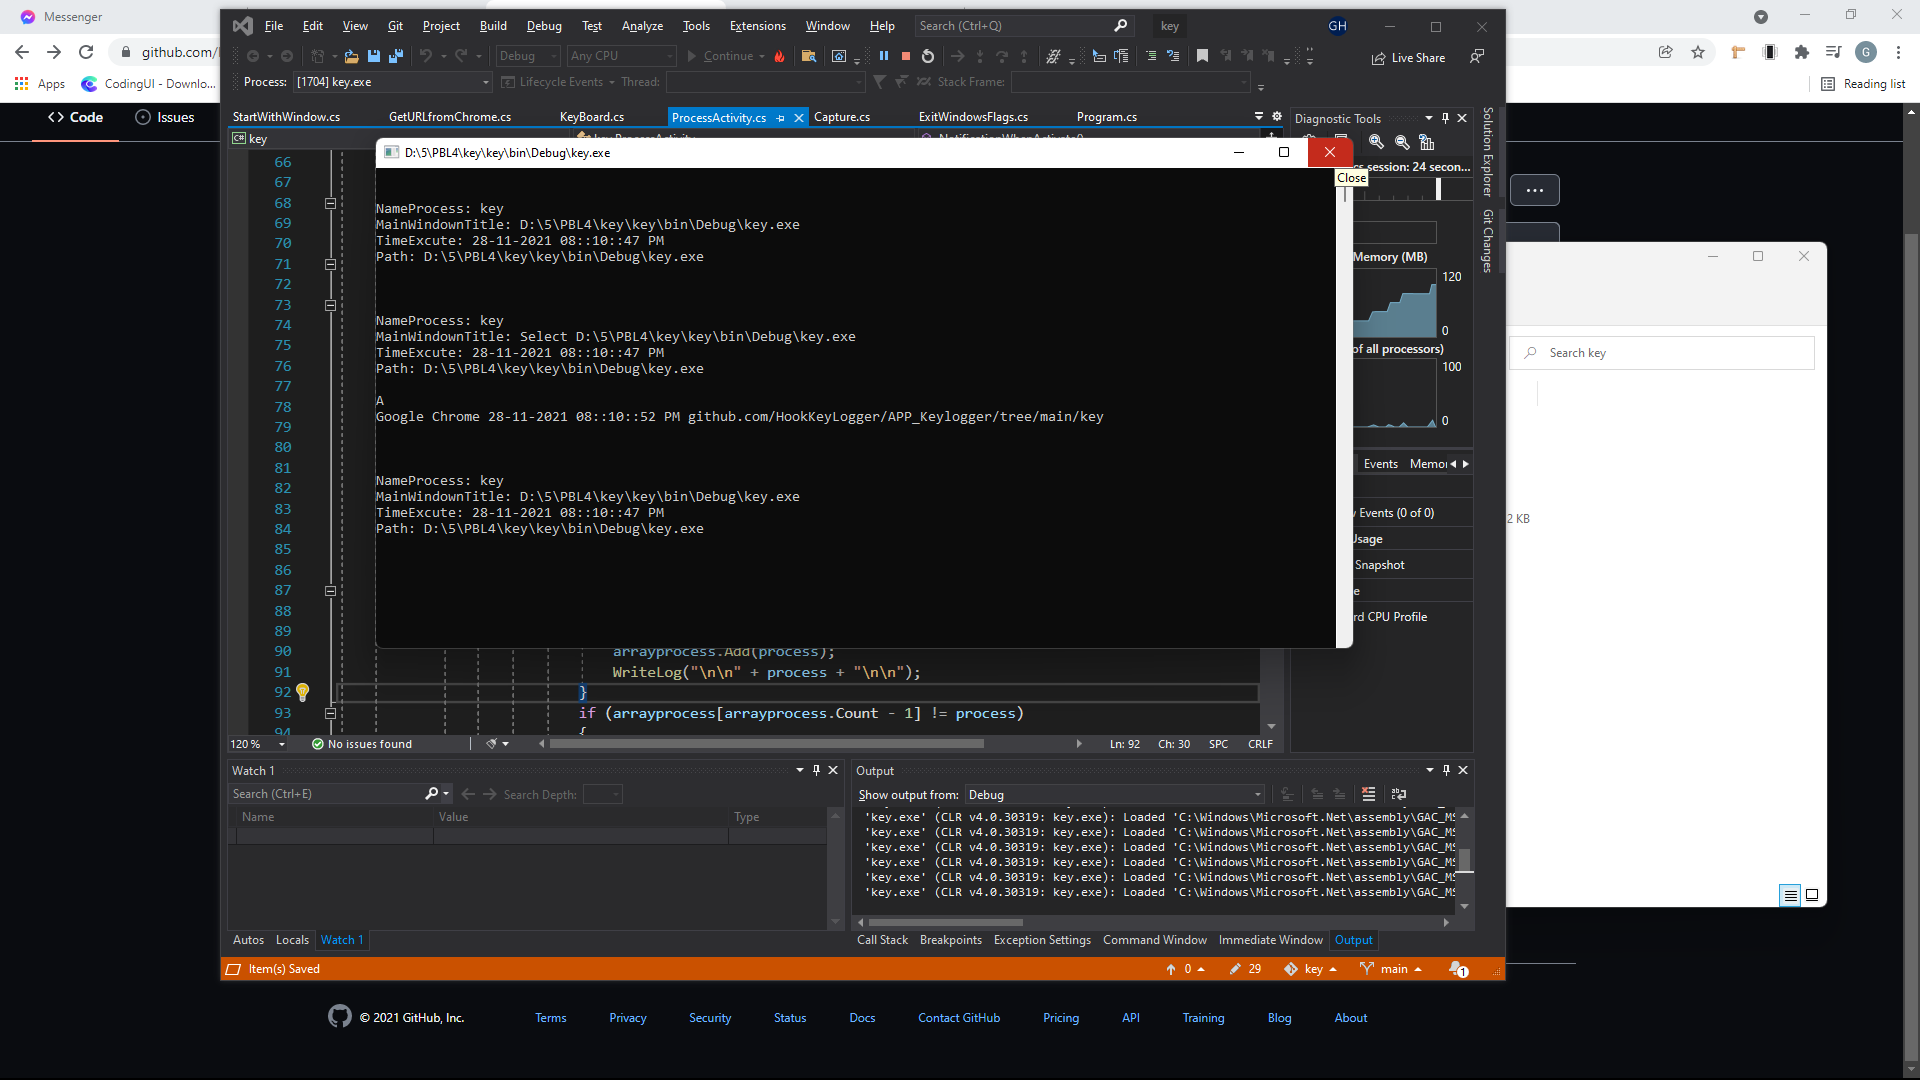 Messenger
github.com/
Apps
CodingUI - Downlo...
Reading list
G
Code
Issues
File Edit View Git Project Build Debug Test Analyze Tools Extensions Window Help Search (Ctrl+Q) key GH
Debug Any CPU Continue Live Share
Process: [1704] key.exe Lifecycle Events Thread: Stack Frame:
StartWithWindow.cs GetURLfromChrome.cs KeyBoard.cs ProcessActivity.cs Capture.cs ExitWindowsFlags.cs Program.cs
key
D:\5\PBL4\key\key\bin\Debug\key.exe
Close
NameProcess: key
MainWindownTitle: D:\5\PBL4\key\key\bin\Debug\key.exe
TimeExcute: 28-11-2021 08::10::47 PM
Path: D:\5\PBL4\key\key\bin\Debug\key.exe
NameProcess: key
MainWindownTitle: Select D:\5\PBL4\key\key\bin\Debug\key.exe
TimeExcute: 28-11-2021 08::10::47 PM
Path: D:\5\PBL4\key\key\bin\Debug\key.exe
A
Google Chrome 28-11-2021 08::10::52 PM github.com/HookKeyLogger/APP_Keylogger/tree/main/key
NameProcess: key
MainWindownTitle: D:\5\PBL4\key\key\bin\Debug\key.exe
TimeExcute: 28-11-2021 08::10::47 PM
Path: D:\5\PBL4\key\key\bin\Debug\key.exe
66
67
68
69
70
71
72
73
74
75
76
77
78
79
80
81
82
83
84
85
86
87
88
89
90 arrayprocess.Add(process);
91 WriteLog("\n\n" + process + "\n\n");
92 }
93 if (arrayprocess[arrayprocess.Count - 1] != process)
94 {
120 % No issues found Ln: 92 Ch: 30 SPC CRLF
Diagnostic Tools
session: 24 secon...
Memory (MB)
120
0
of all processors)
100
0
Events Memor
Events (0 of 0)
Usage
Snapshot
e
rd CPU Profile
Solution Explorer
Git Changes
Search key
2 KB
Watch 1
Search (Ctrl+E) Search Depth:
Name Value Type
Autos Locals Watch 1
Output
Show output from: Debug
'key.exe' (CLR v4.0.30319: key.exe): Loaded 'C:\Windows\Microsoft.Net\assembly\GAC_MS
'key.exe' (CLR v4.0.30319: key.exe): Loaded 'C:\Windows\Microsoft.Net\assembly\GAC_MS
'key.exe' (CLR v4.0.30319: key.exe): Loaded 'C:\Windows\Microsoft.Net\assembly\GAC_MS
'key.exe' (CLR v4.0.30319: key.exe): Loaded 'C:\Windows\Microsoft.Net\assembly\GAC_MS
'key.exe' (CLR v4.0.30319: key.exe): Loaded 'C:\Windows\Microsoft.Net\assembly\GAC_MS
'key.exe' (CLR v4.0.30319: key.exe): Loaded 'C:\Windows\Microsoft.Net\assembly\GAC_MS
Call Stack Breakpoints Exception Settings Command Window Immediate Window Output
Item(s) Saved 0 29 key main 1
© 2021 GitHub, Inc. Terms Privacy Security Status Docs Contact GitHub Pricing API Training Blog About